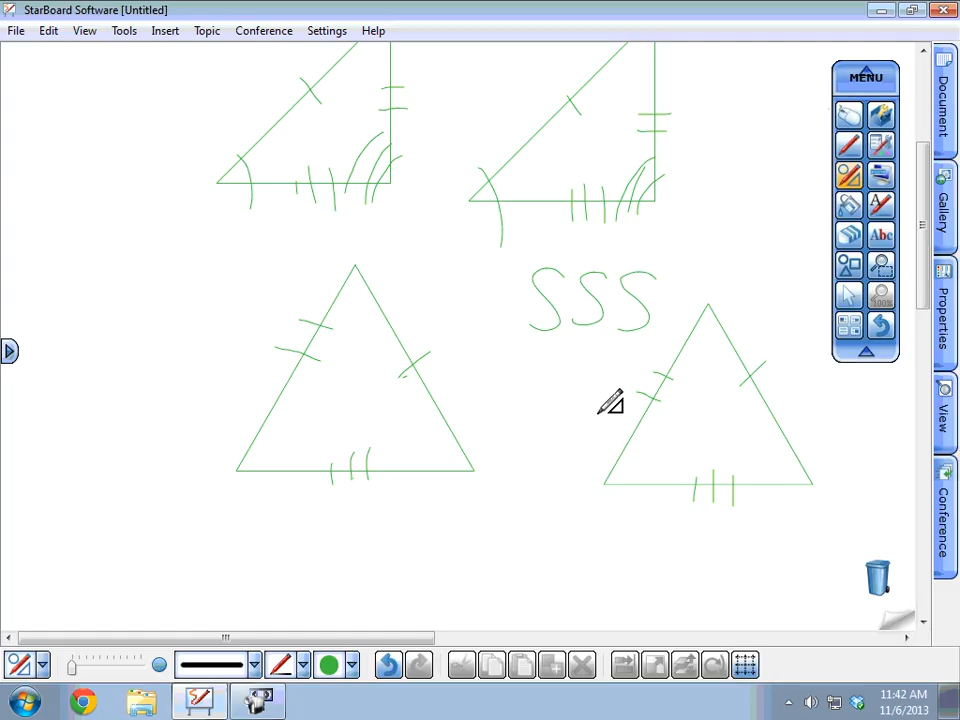 StarBoard Software [Untitled]
File Edit View Tools Insert Topic Conference Settings Help
MENU
Abc
100%
Document
Gallery
Properties
View
Conference
SSS
11:42 AM
11/6/2013